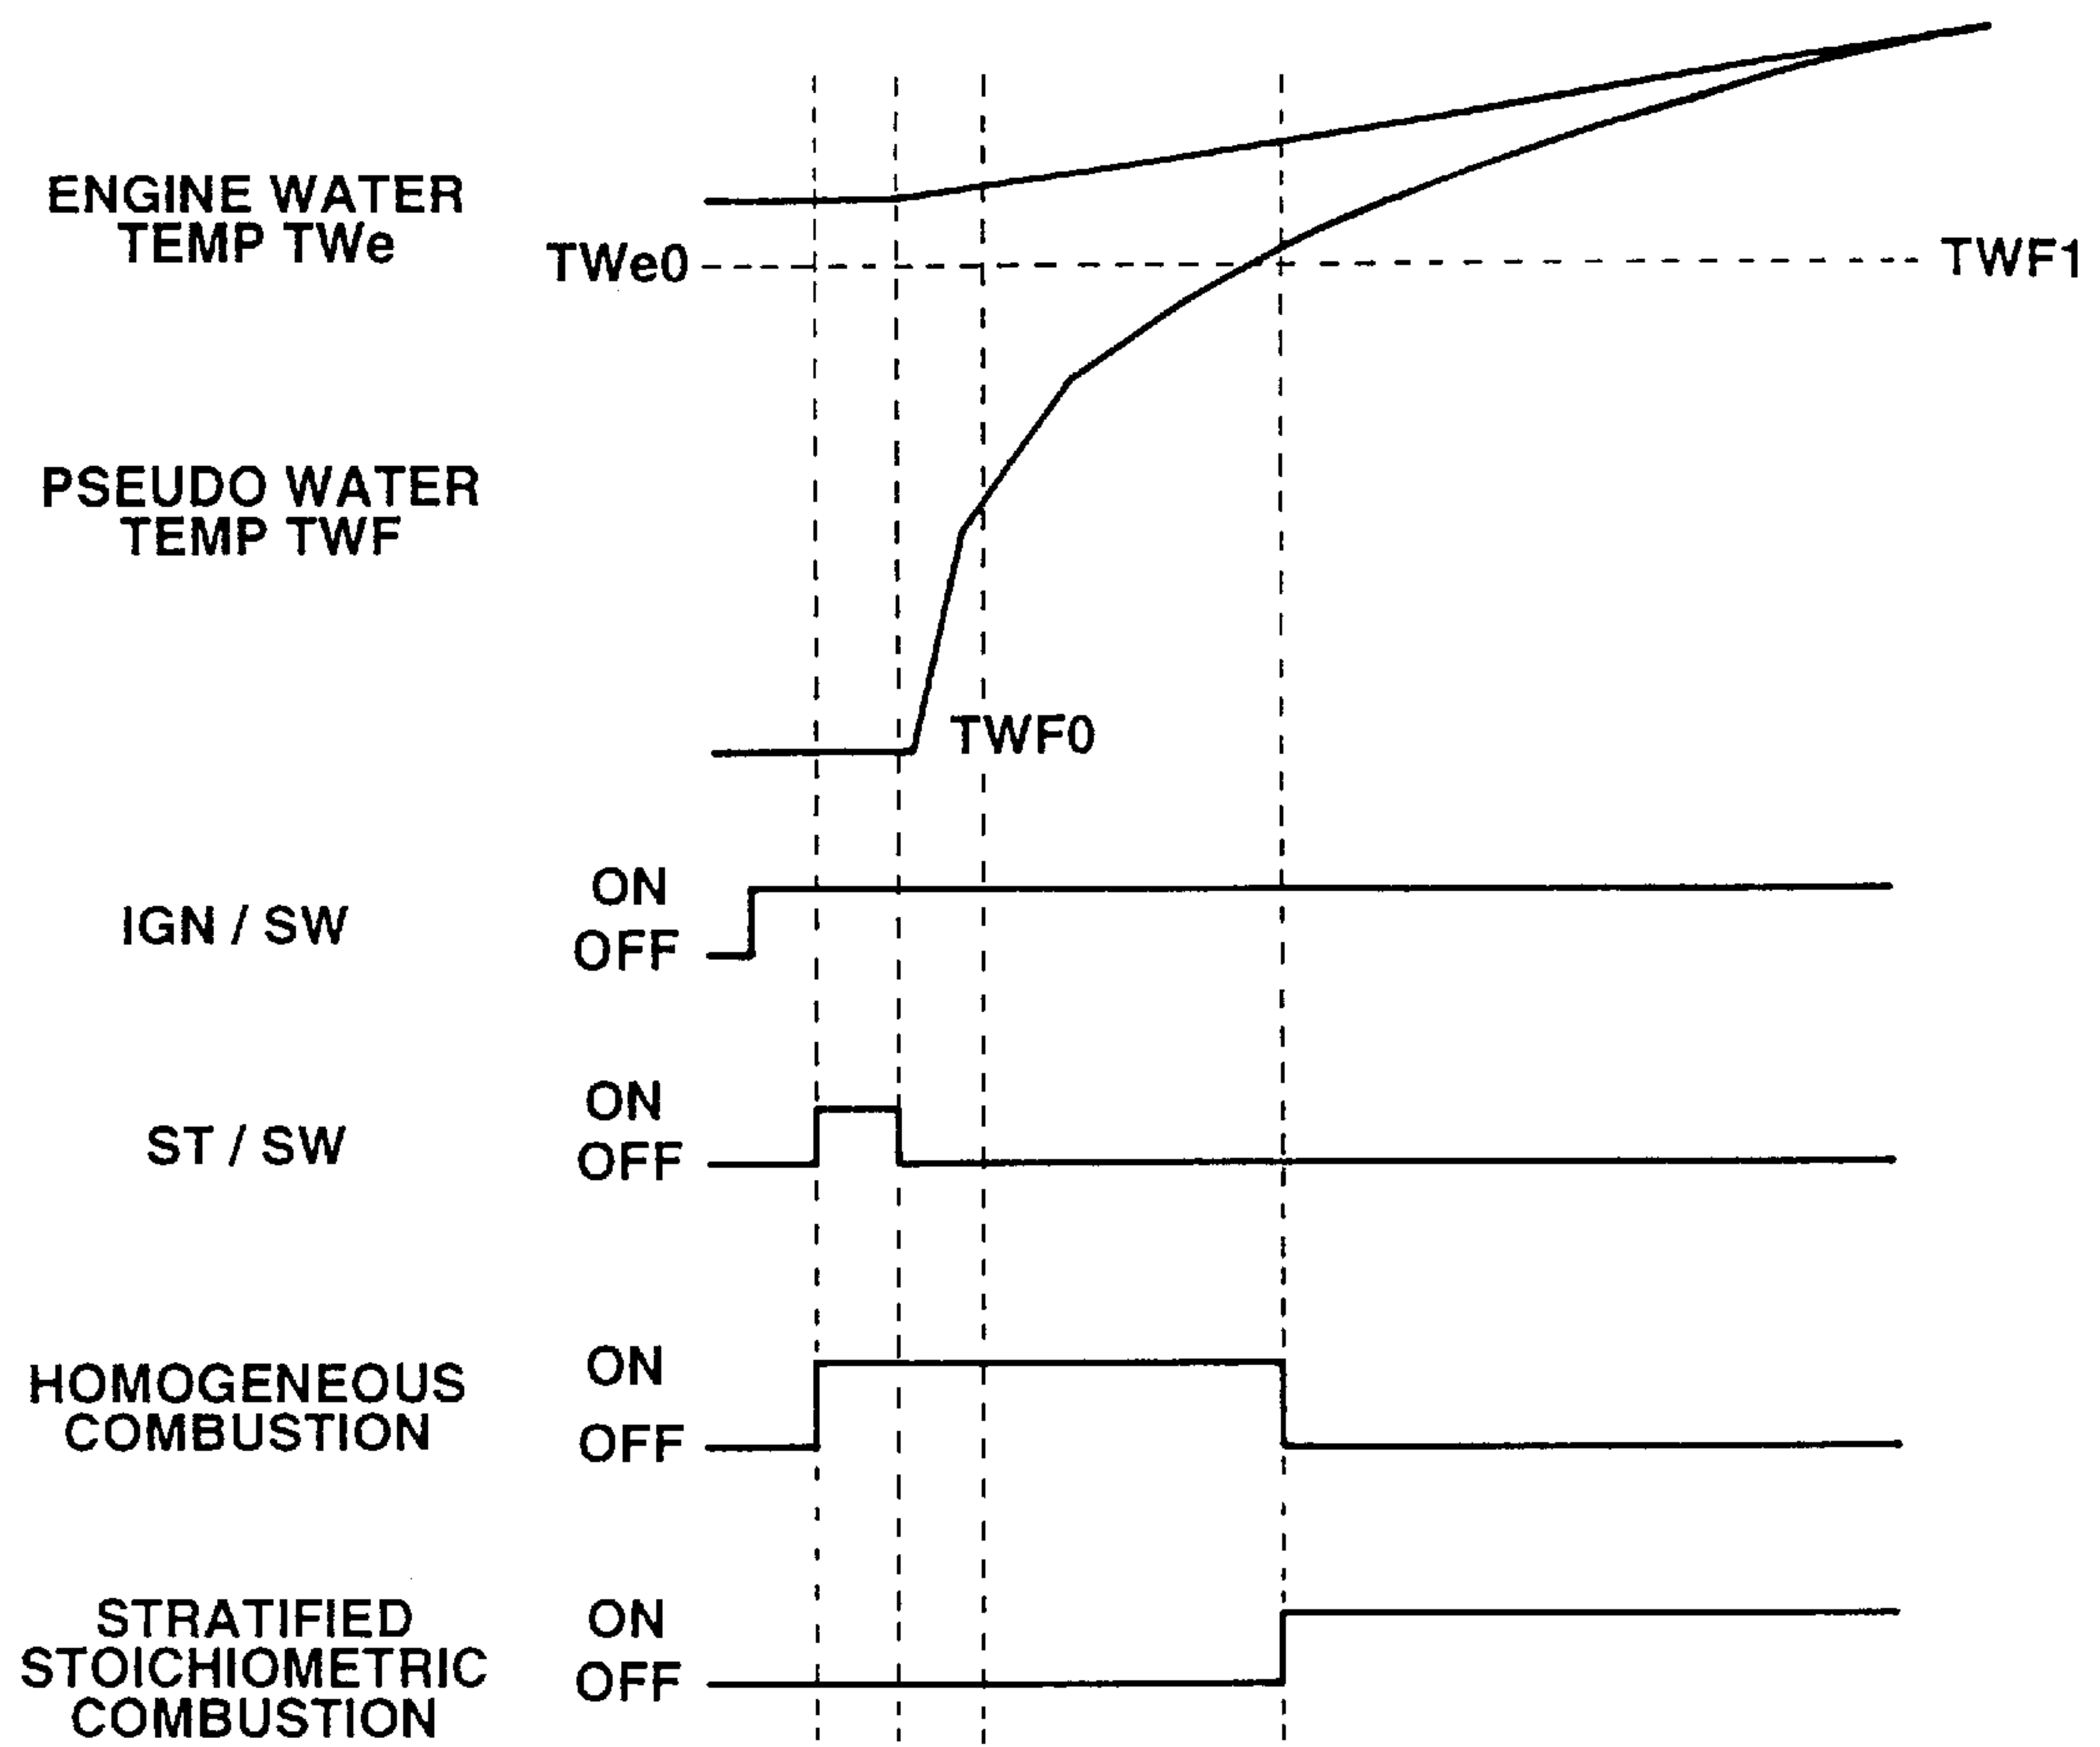 ENGINE WATER
TEMP TWe
TWe0
TWF1
PSEUDO WATER
TEMP TWF
TWF0
IGN / SW
ON
OFF
ST / SW
ON
OFF
HOMOGENEOUS
COMBUSTION
ON
OFF
STRATIFIED
STOICHIOMETRIC
COMBUSTION
ON
OFF